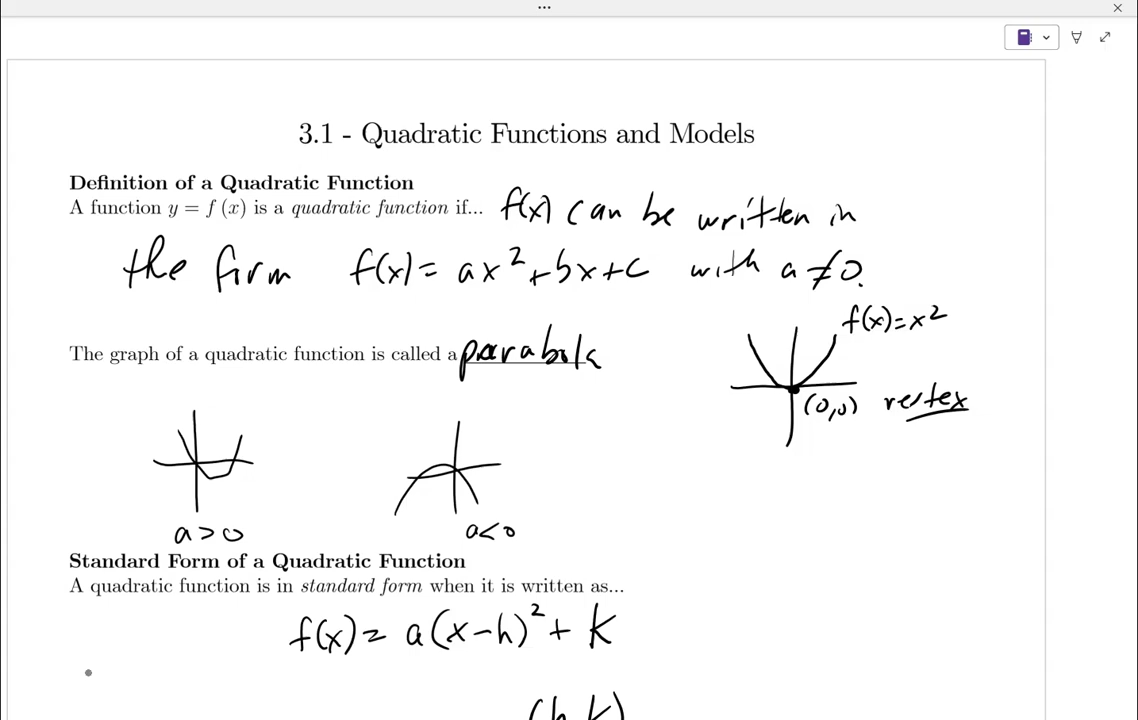 3.1 - Quadratic Functions and Models
Definition of a Quadratic Function
A function y = f (x) is a quadratic function if... f(x) can be written in
the form f(x) = ax² + bx + c with a ≠ 0.
f(x) = x²
The graph of a quadratic function is called a parabola
(0,0) vertex
a > 0 a < 0
Standard Form of a Quadratic Function
A quadratic function is in standard form when it is written as...
f(x) = a(x-h)² + k
(h, k)